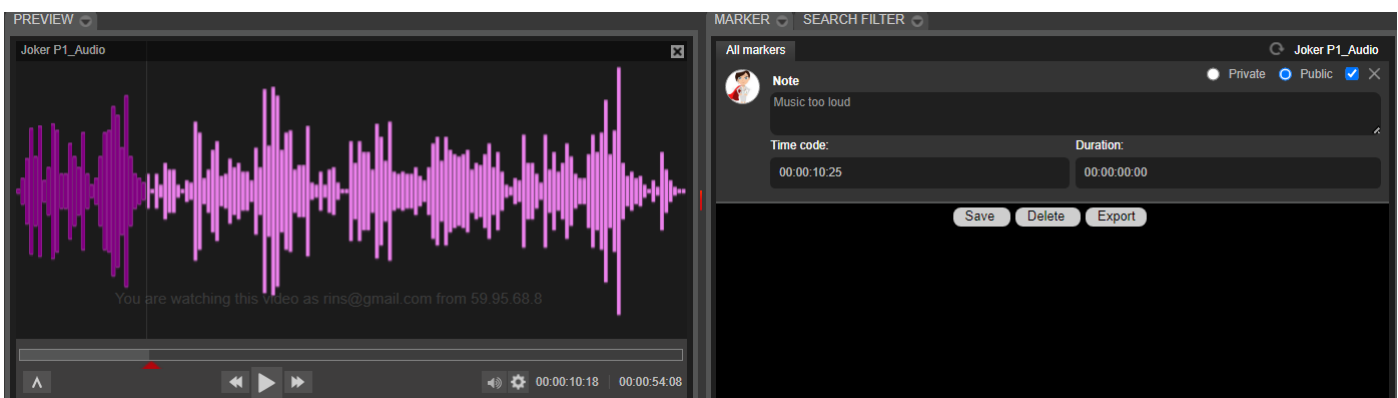 PREVIEW
Joker P1_Audio
You are watching this video as rins@gmail.com from 59.95.68.8
00:00:10:18
00:00:54:08
MARKER
SEARCH FILTER
All markers
Joker P1_Audio
Note
Private
Public
Music too loud
Time code:
Duration:
00:00:10:25
00:00:00:00
Save
Delete
Export